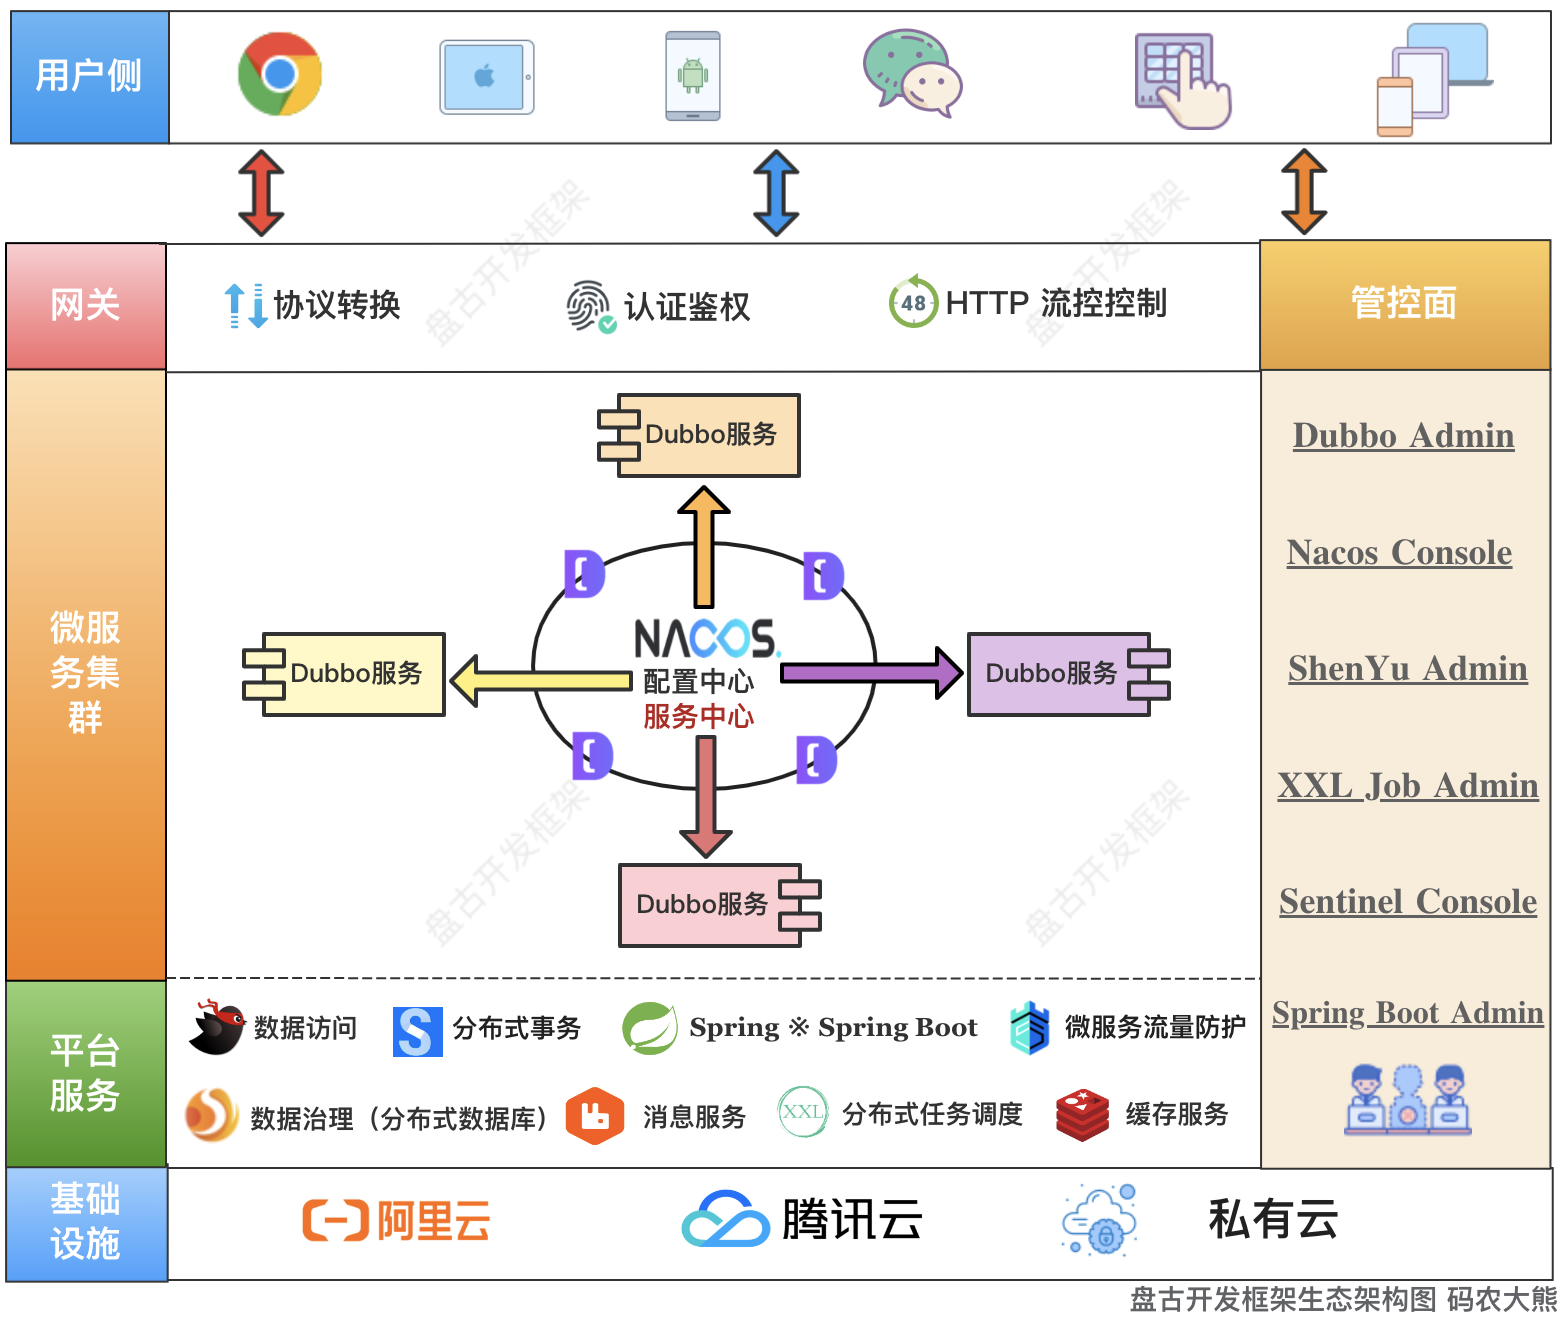 用户侧
网关
协议转换
认证鉴权
48
HTTP 流控控制
管控面
微服
务集
群
Dubbo服务
Dubbo服务
NACOS.
配置中心
服务中心
Dubbo服务
Dubbo服务
Dubbo Admin
Nacos Console
ShenYu Admin
XXL Job Admin
Sentinel Console
Spring Boot Admin
平台
服务
数据访问
S
分布式事务
Spring ※ Spring Boot
微服务流量防护
数据治理（分布式数据库）
消息服务
XXL
分布式任务调度
缓存服务
基础
设施
阿里云
腾讯云
私有云
盘古开发框架
盘古开发框架
盘古开发框架
盘古开发框架
盘古开发框架生态架构图 码农大熊